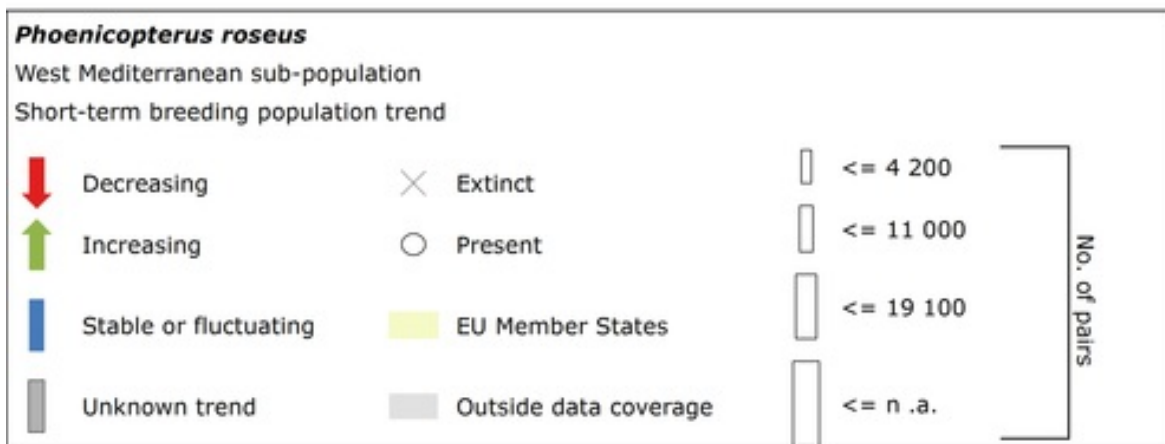 Phoenicopterus roseus
West Mediterranean sub-population
Short-term breeding population trend
Decreasing
Extinct
<= 4 200
Increasing
Present
<= 11 000
Stable or fluctuating
EU Member States
<= 19 100
Unknown trend
Outside data coverage
<= n .a.
No. of pairs